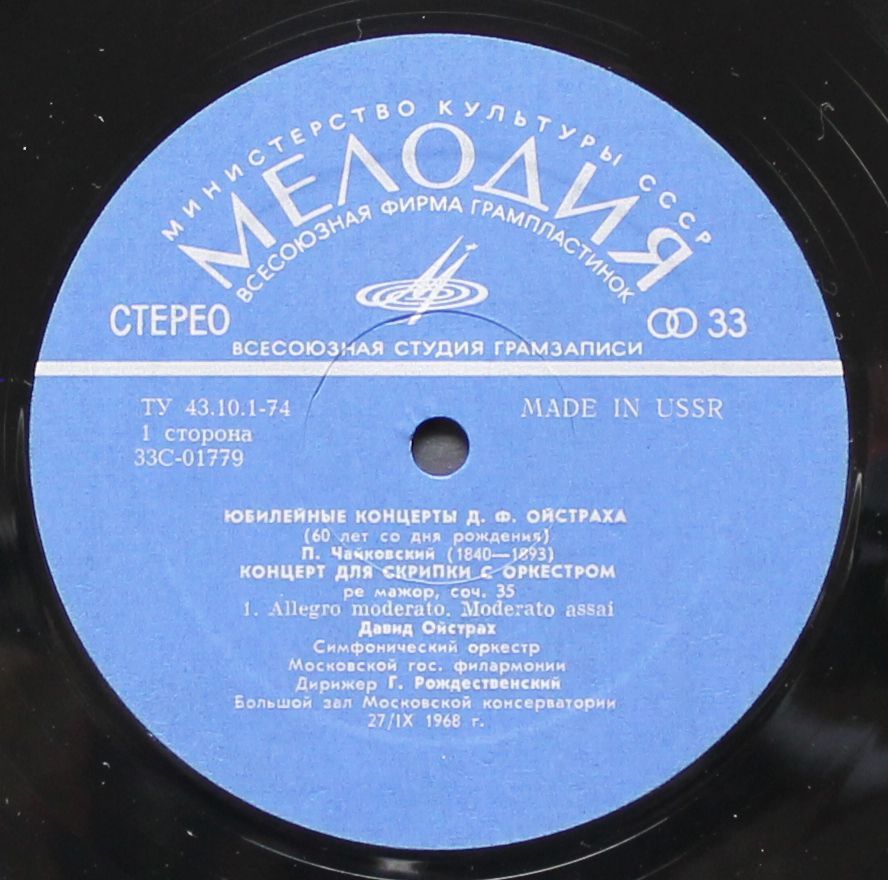 МИНИСТЕРСТВО КУЛЬТУРЫ СССР
МЕЛОДИЯ
ВСЕСОЮЗНАЯ ФИРМА ГРАМПЛАСТИНОК
СТЕРЕО
33
ВСЕСОЮЗНАЯ СТУДИЯ ГРАМЗАПИСИ
ТУ 43.10.1-74
MADE IN USSR
1 сторона
33С-01779
ЮБИЛЕЙНЫЕ КОНЦЕРТЫ Д. Ф. ОЙСТРАХА
(60 лет со дня рождения)
П. Чайковский (1840—1893)
КОНЦЕРТ ДЛЯ СКРИПКИ С ОРКЕСТРОМ
ре мажор, соч. 35
1. Allegro moderato. Moderato assai
Давид Ойстрах
Симфонический оркестр
Московской гос. филармонии
Дирижер Г. Рождественский
Большой зал Московской консерватории
27/IX 1968 г.